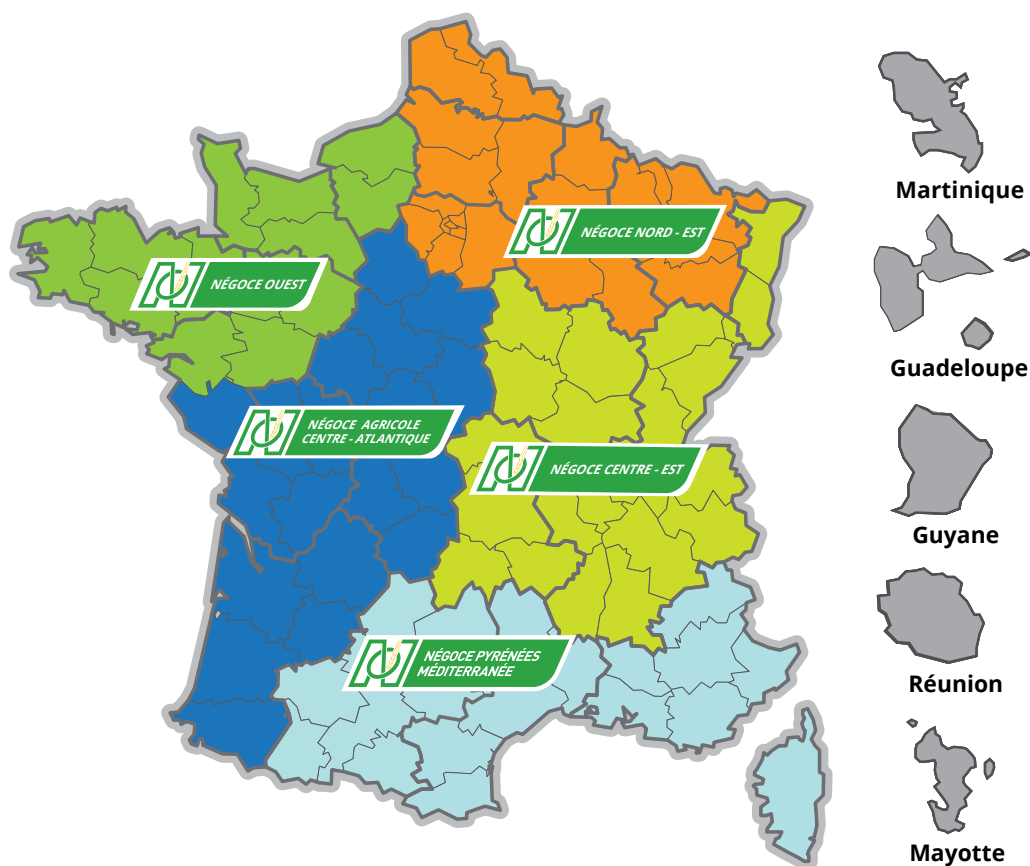 Martinique
NÉGOCE NORD - EST
NÉGOCE OUEST
Guadeloupe
NÉGOCE AGRICOLE
CENTRE - ATLANTIQUE
NÉGOCE CENTRE - EST
Guyane
NÉGOCE PYRÉNÉES
MÉDITERRANÉE
Réunion
Mayotte